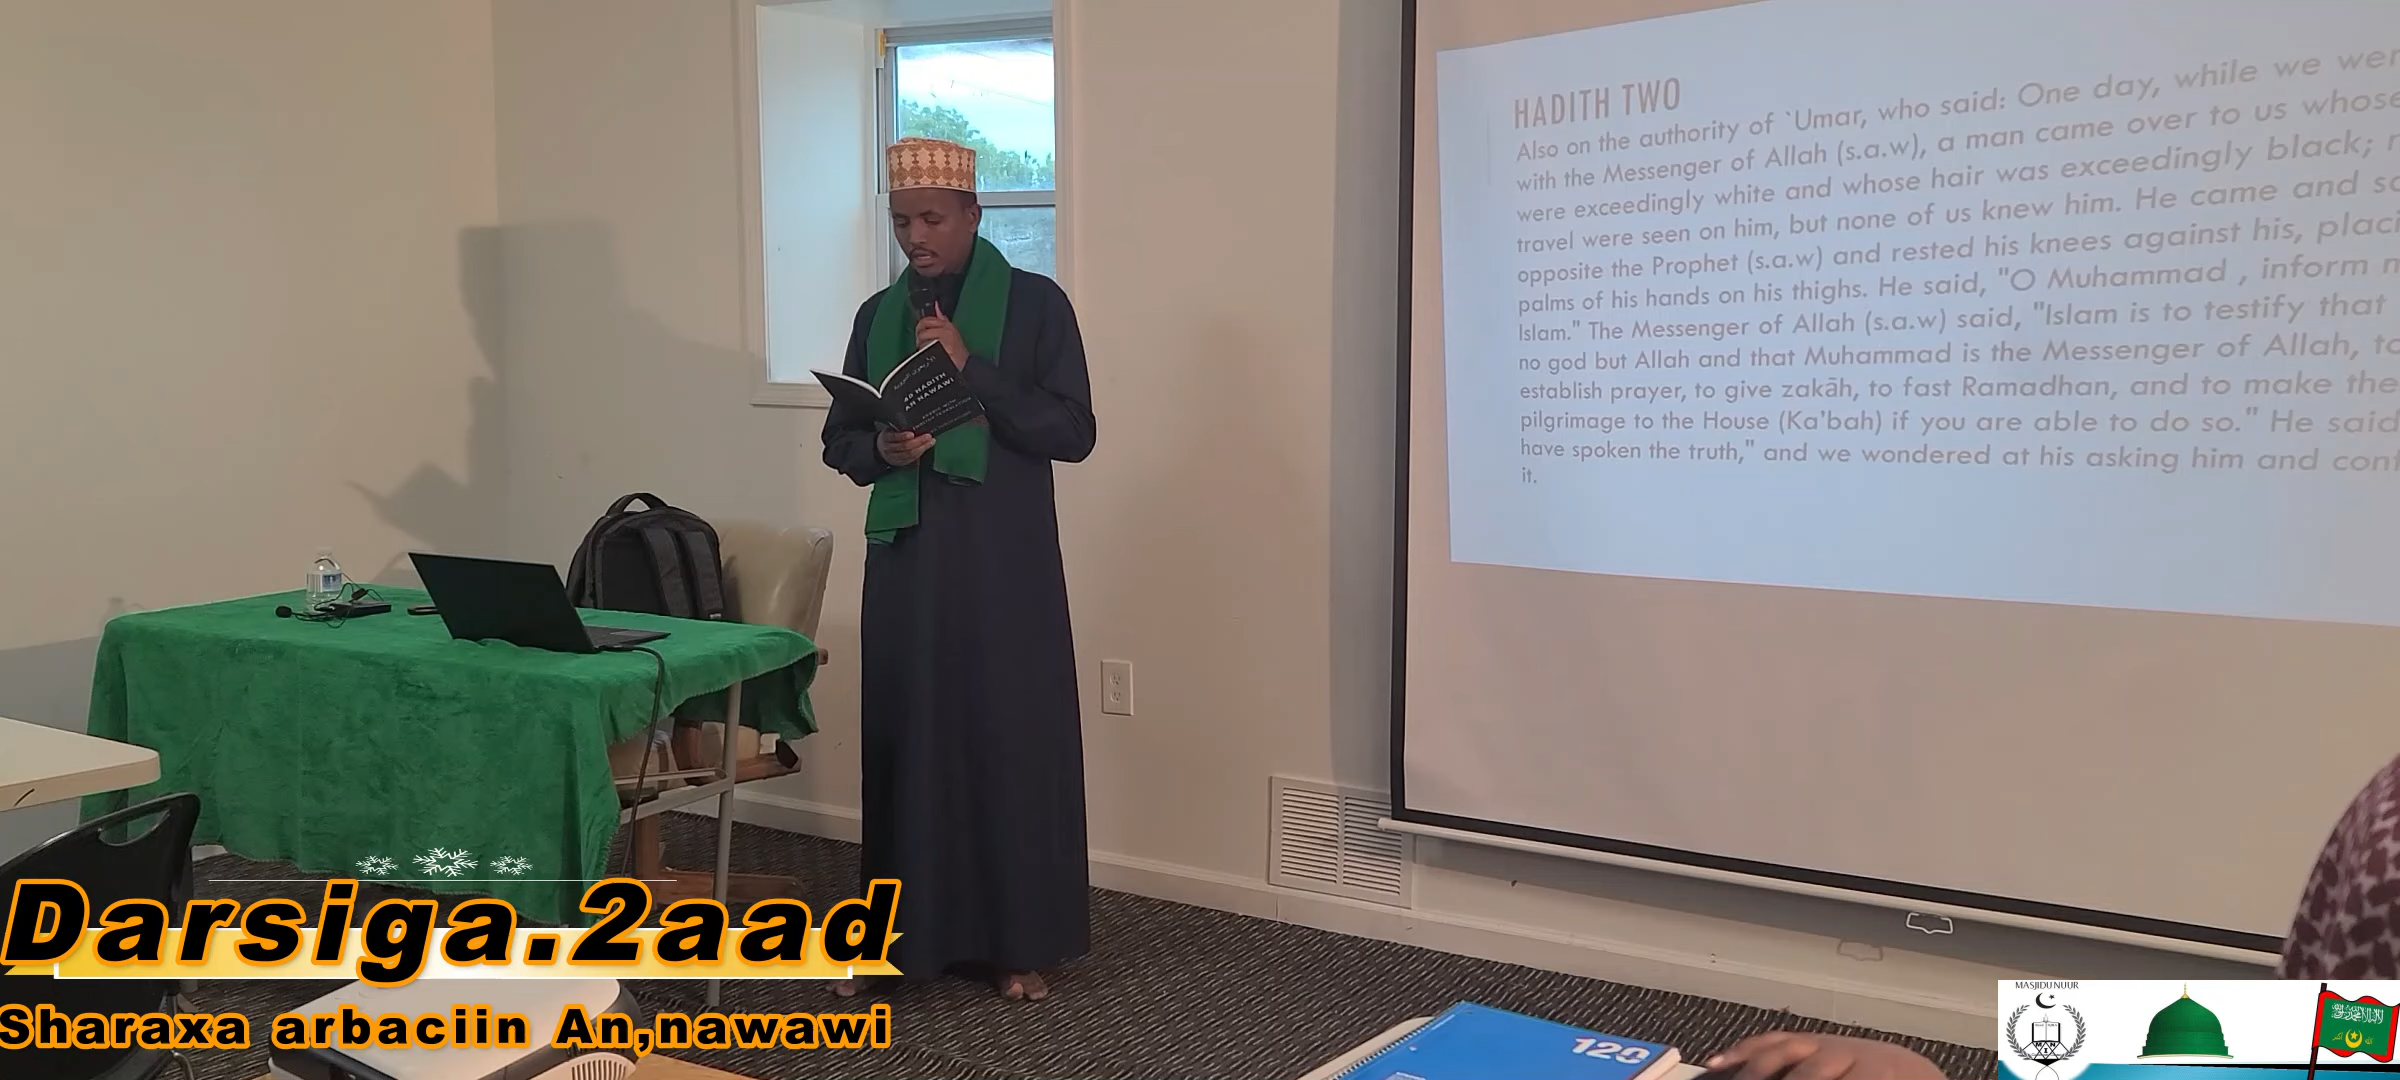 HADITH TWO
Also on the authority of `Umar, who said: One day, while we wer
with the Messenger of Allah (s.a.w), a man came over to us whose
were exceedingly white and whose hair was exceedingly black;
travel were seen on him, but none of us knew him. He came and
opposite the Prophet (s.a.w) and rested his knees against his, plac
palms of his hands on his thighs. He said, "O Muhammad , inform
Islam." The Messenger of Allah (s.a.w) said, "Islam is to testify that
no god but Allah and that Muhammad is the Messenger of Allah, to
establish prayer, to give zakāh, to fast Ramadhan, and to make the
pilgrimage to the House (Ka'bah) if you are able to do so." He said
have spoken the truth," and we wondered at his asking him and con
it.
40 HADITH
AN NAWAWI
Darsiga.2aad
Sharaxa arbaciin An,nawawi
120
MASJIDU NUUR